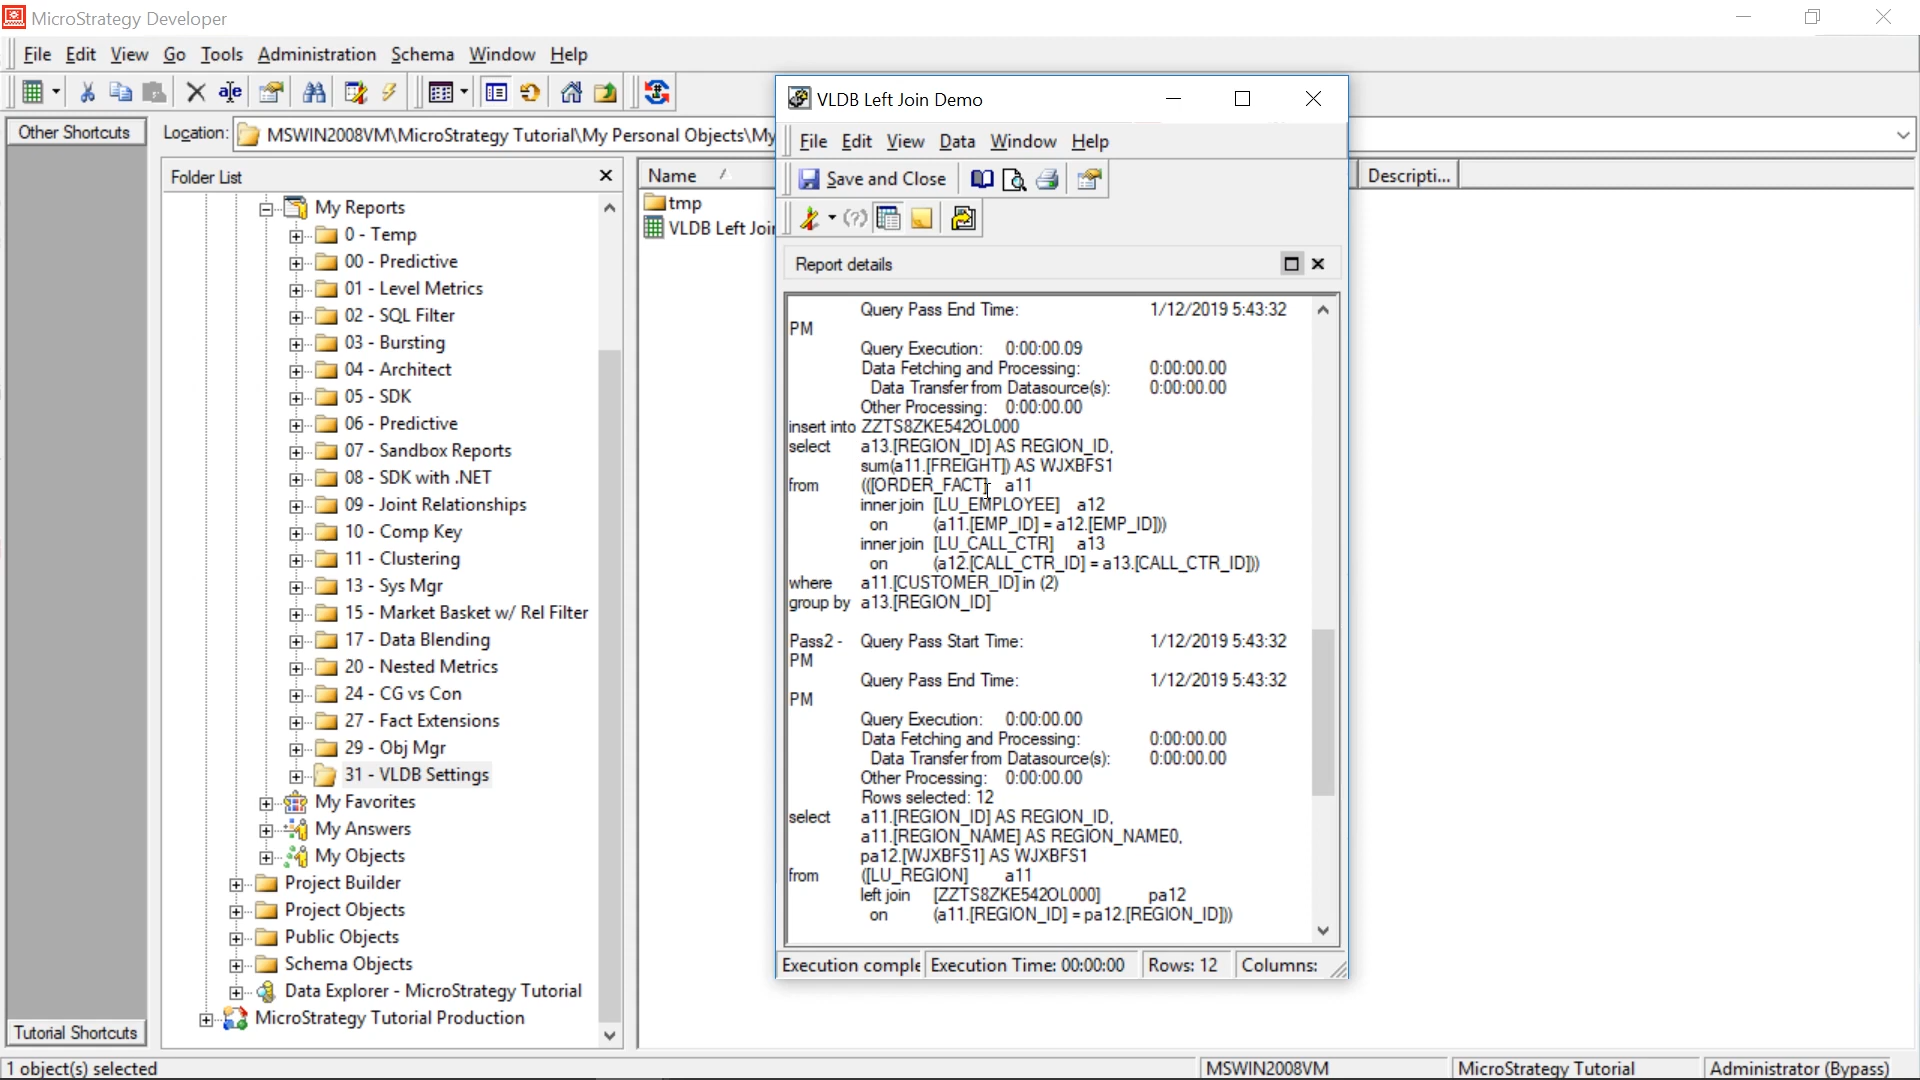 MicroStrategy Developer
File Edit View Go Tools Administration Schema Window Help
Other Shortcuts
Location: MSWIN2008VM\MicroStrategy Tutorial\My Personal Objects\My
Folder List
My Reports
0 - Temp
00 - Predictive
01 - Level Metrics
02 - SQL Filter
03 - Bursting
04 - Architect
05 - SDK
06 - Predictive
07 - Sandbox Reports
08 - SDK with .NET
09 - Joint Relationships
10 - Comp Key
11 - Clustering
13 - Sys Mgr
15 - Market Basket w/ Rel Filter
17 - Data Blending
20 - Nested Metrics
24 - CG vs Con
27 - Fact Extensions
29 - Obj Mgr
31 - VLDB Settings
My Favorites
My Answers
My Objects
Project Builder
Project Objects
Public Objects
Schema Objects
Data Explorer - MicroStrategy Tutorial
MicroStrategy Tutorial Production
Tutorial Shortcuts
Name Descripti...
tmp
VLDB Left Joi
VLDB Left Join Demo
File Edit View Data Window Help
Save and Close
Report details
Query Pass End Time: 1/12/2019 5:43:32
PM
Query Execution: 0:00:00.09
Data Fetching and Processing: 0:00:00.00
Data Transfer from Datasource(s): 0:00:00.00
Other Processing: 0:00:00.00
insert into ZZTS8ZKE542OL000
select a13.[REGION_ID] AS REGION_ID,
sum(a11.[FREIGHT]) AS WJXBFS1
from (([ORDER_FACT] a11
inner join [LU_EMPLOYEE] a12
on (a11.[EMP_ID] = a12.[EMP_ID]))
inner join [LU_CALL_CTR] a13
on (a12.[CALL_CTR_ID] = a13.[CALL_CTR_ID]))
where a11.[CUSTOMER_ID] in (2)
group by a13.[REGION_ID]
Pass2 - Query Pass Start Time: 1/12/2019 5:43:32
PM
Query Pass End Time: 1/12/2019 5:43:32
PM
Query Execution: 0:00:00.00
Data Fetching and Processing: 0:00:00.00
Data Transfer from Datasource(s): 0:00:00.00
Other Processing: 0:00:00.00
Rows selected: 12
select a11.[REGION_ID] AS REGION_ID,
a11.[REGION_NAME] AS REGION_NAME0,
pa12.[WJXBFS1] AS WJXBFS1
from ([LU_REGION] a11
left join [ZZTS8ZKE542OL000] pa12
on (a11.[REGION_ID] = pa12.[REGION_ID]))
Execution comple Execution Time: 00:00:00 Rows: 12 Columns:
1 object(s) selected MSWIN2008VM MicroStrategy Tutorial Administrator (Bypass)